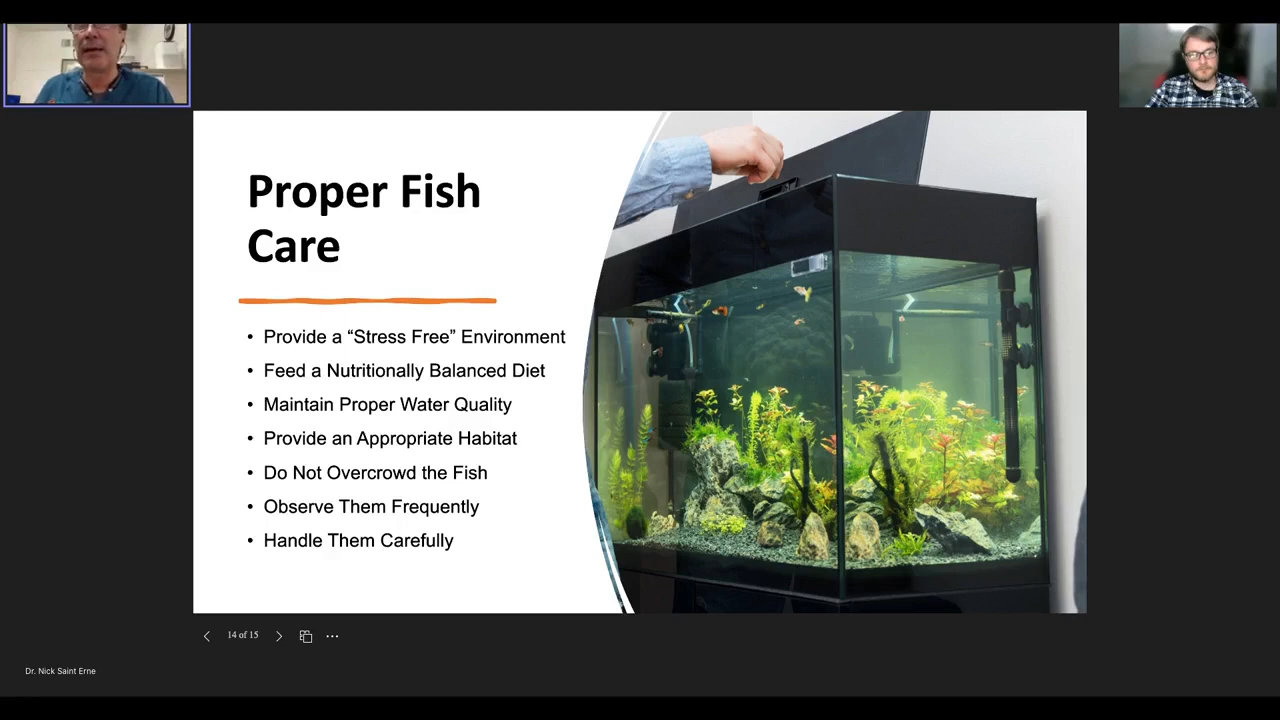 Proper Fish
Care
• Provide a “Stress Free” Environment
• Feed a Nutritionally Balanced Diet
• Maintain Proper Water Quality
• Provide an Appropriate Habitat
• Do Not Overcrowd the Fish
• Observe Them Frequently
• Handle Them Carefully
14 of 15
Dr. Nick Saint Erne